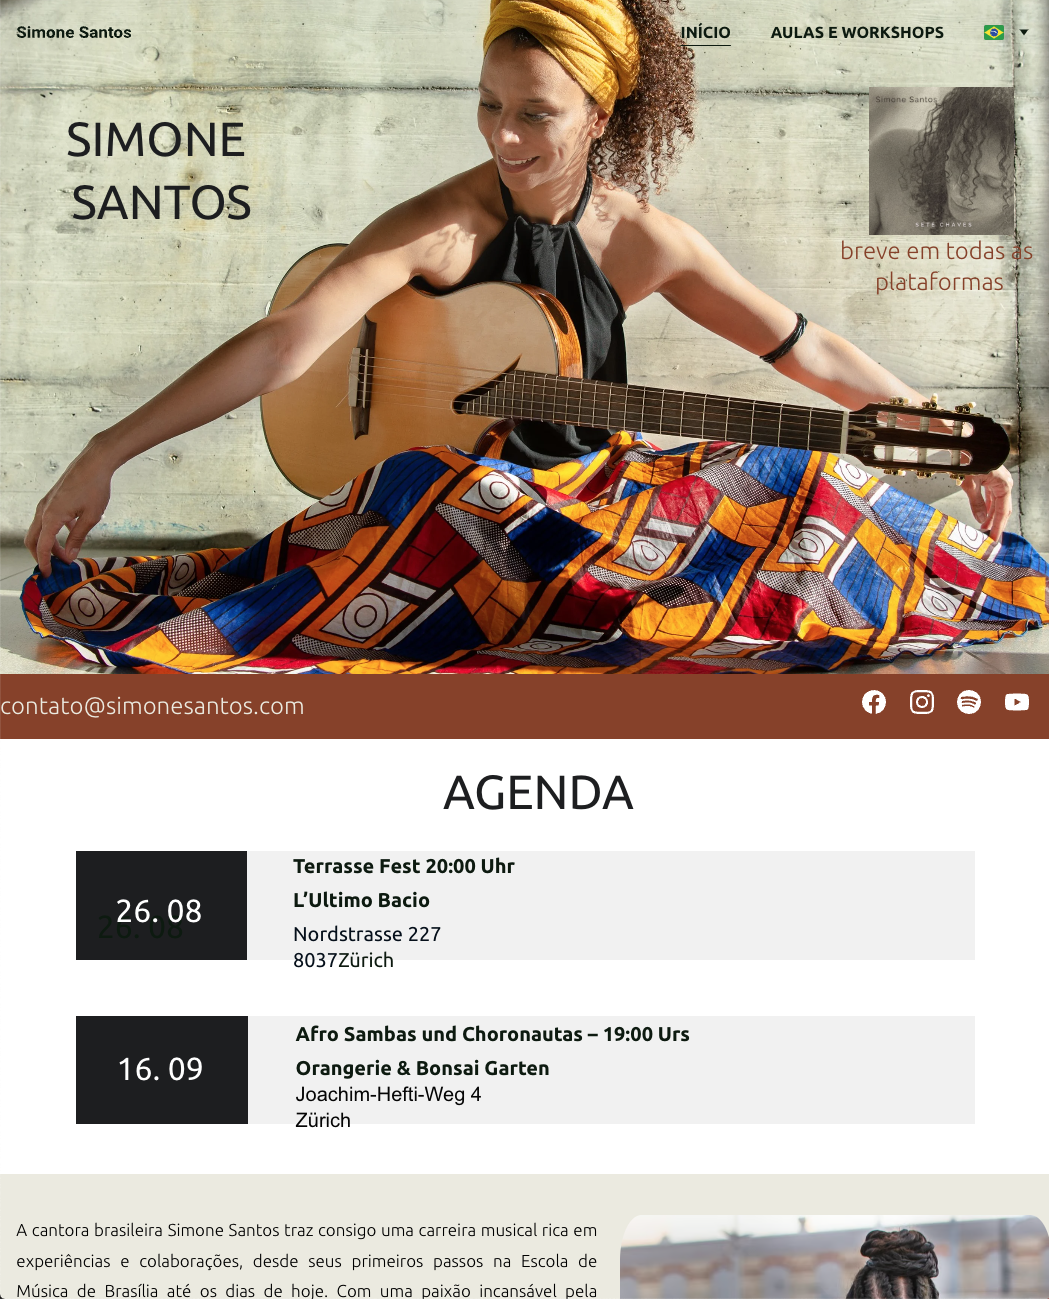 Simone Santos
INÍCIO
AULAS E WORKSHOPS
SIMONE
SANTOS
Simone Santos
SETE CHAVES
breve em todas as
plataformas
contato@simonesantos.com
AGENDA
26. 08
26. 08
Terrasse Fest 20:00 Uhr
L’Ultimo Bacio
Nordstrasse 227
8037Zürich
16. 09
Afro Sambas und Choronautas – 19:00 Urs
Orangerie & Bonsai Garten
Joachim-Hefti-Weg 4
Zürich
A cantora brasileira Simone Santos traz consigo uma carreira musical rica em
experiências e colaborações, desde seus primeiros passos na Escola de
Música de Brasília até os dias de hoje. Com uma paixão incansável pela